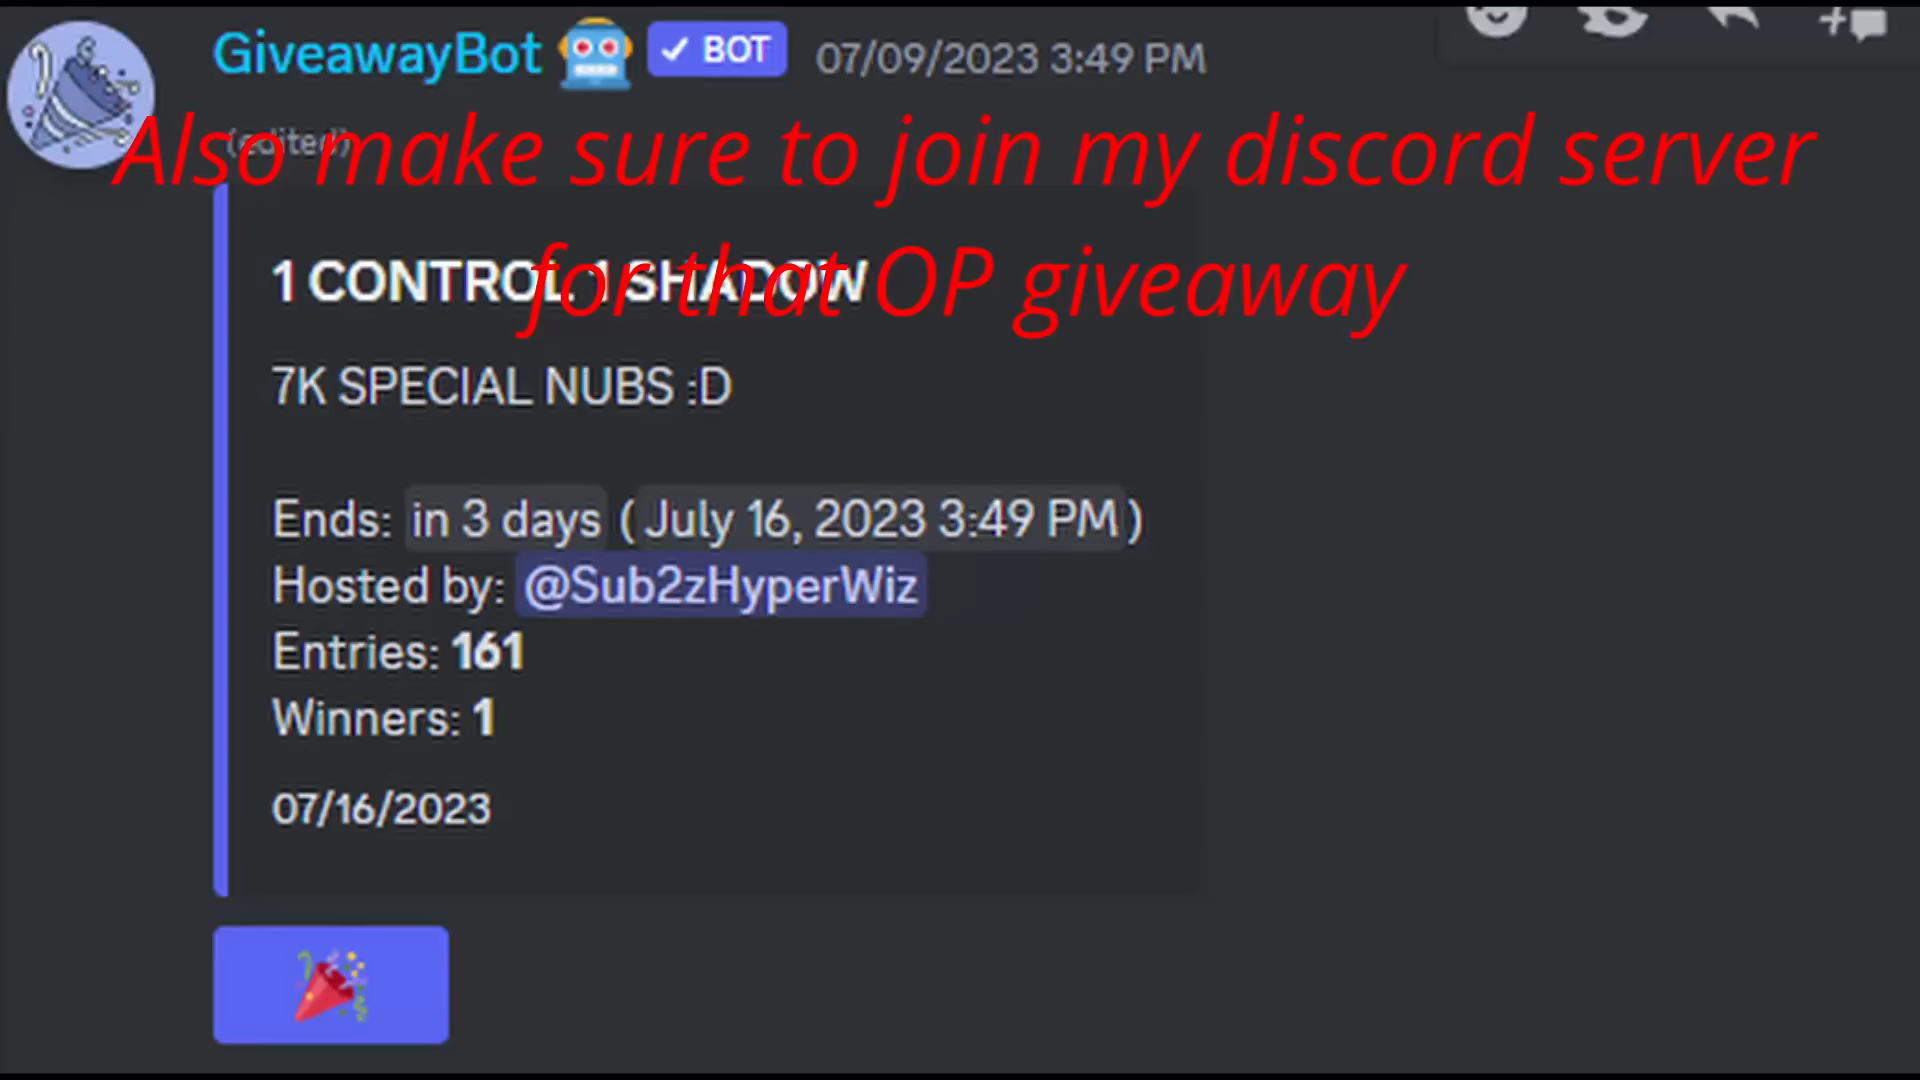 GiveawayBot ✓ BOT 07/09/2023 3:49 PM
(edited)
Also make sure to join my discord server
for that OP giveaway
1 CONTROL 1 SHADOW
7K SPECIAL NUBS :D
Ends: in 3 days (July 16, 2023 3:49 PM)
Hosted by: @Sub2zHyperWiz
Entries: 161
Winners: 1
07/16/2023